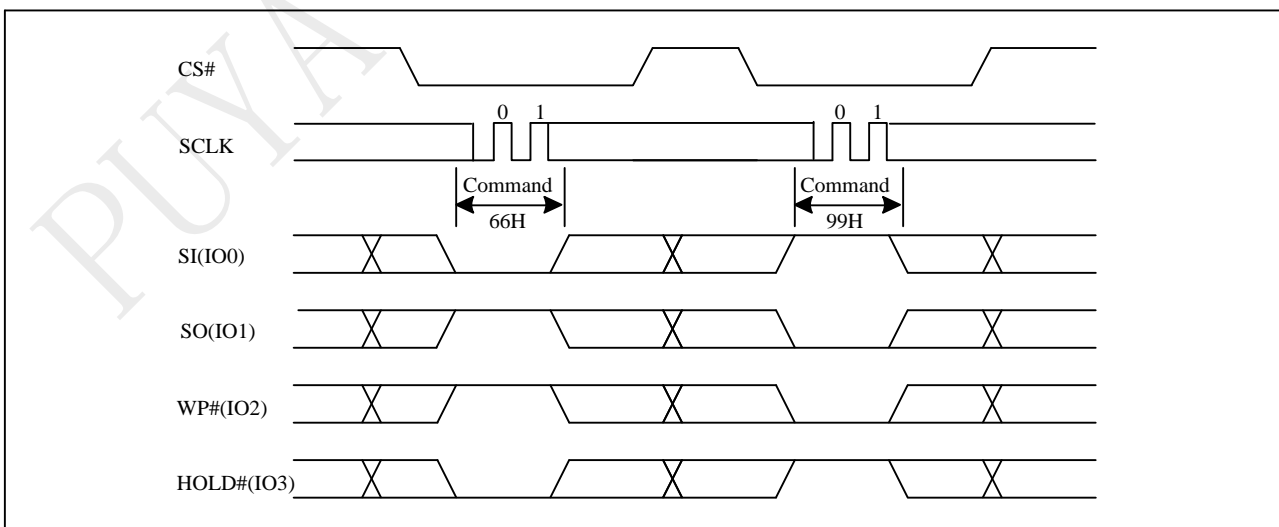 PUYA
CS#
0 1 0 1
SCLK
Command Command
66H 99H
SI(IO0)
SO(IO1)
WP#(IO2)
HOLD#(IO3)